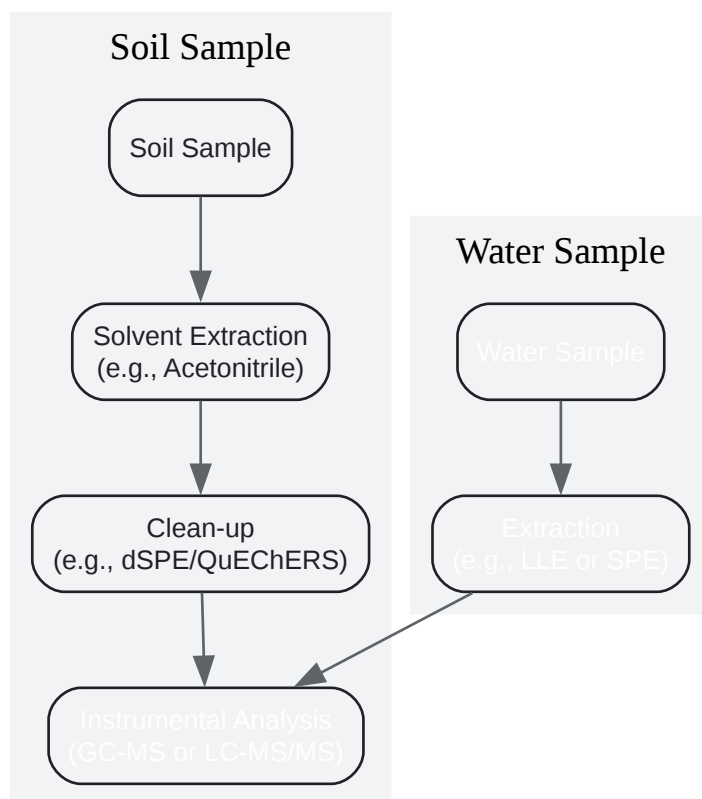 Soil Sample
Soil Sample
Solvent Extraction
(e.g., Acetonitrile)
Clean-up
(e.g., dSPE/QuEChERS)
Instrumental Analysis
(GC-MS or LC-MS/MS)
Water Sample
Water Sample
Extraction
(e.g., LLE or SPE)